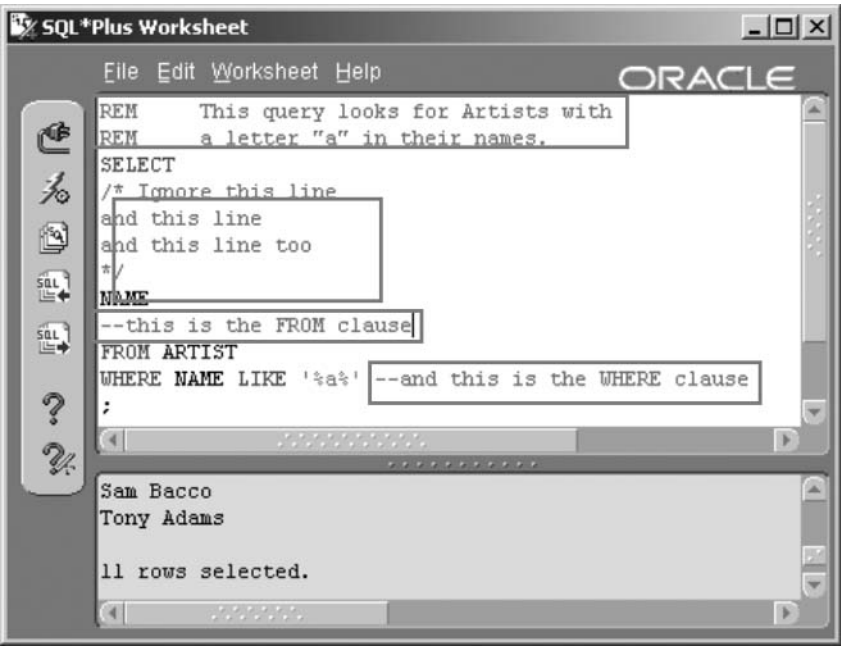 SQL*Plus Worksheet
File Edit Worksheet Help
ORACLE
REM This query looks for Artists with
REM a letter "a" in their names.
SELECT
/* Ignore this line
and this line
and this line too
*/
NAME
--this is the FROM clause
FROM ARTIST
WHERE NAME LIKE '%a%' --and this is the WHERE clause
;
Sam Bacco
Tony Adams
11 rows selected.
SQL
SQL